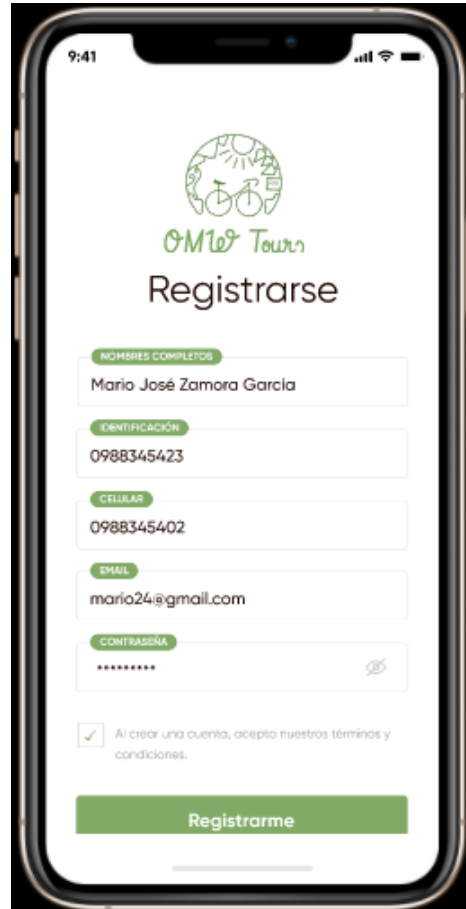 9:41
OMW Tours
Registrarse
NOMBRES COMPLETOS
Mario José Zamora García
IDENTIFICACIÓN
0988345423
CELULAR
0988345402
EMAIL
mario24@gmail.com
CONTRASEÑA
*********
Al crear una cuenta, acepto nuestros términos y
condiciones.
Registrarme